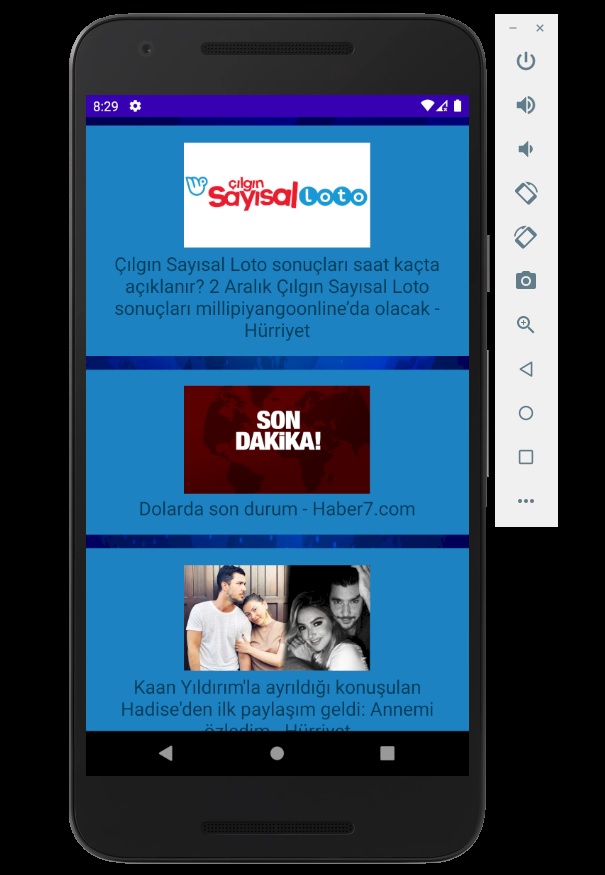 8:29
çılgın
Sayısal Loto
Çılgın Sayısal Loto sonuçları saat kaçta
açıklanır? 2 Aralık Çılgın Sayısal Loto
sonuçları millipiyangoonline'da olacak -
Hürriyet
SON
DAKİKA!
Dolarda son durum - Haber7.com
Kaan Yıldırım'la ayrıldığı konuşulan
Hadise'den ilk paylaşım geldi: Annemi
özledim - Hürriyet